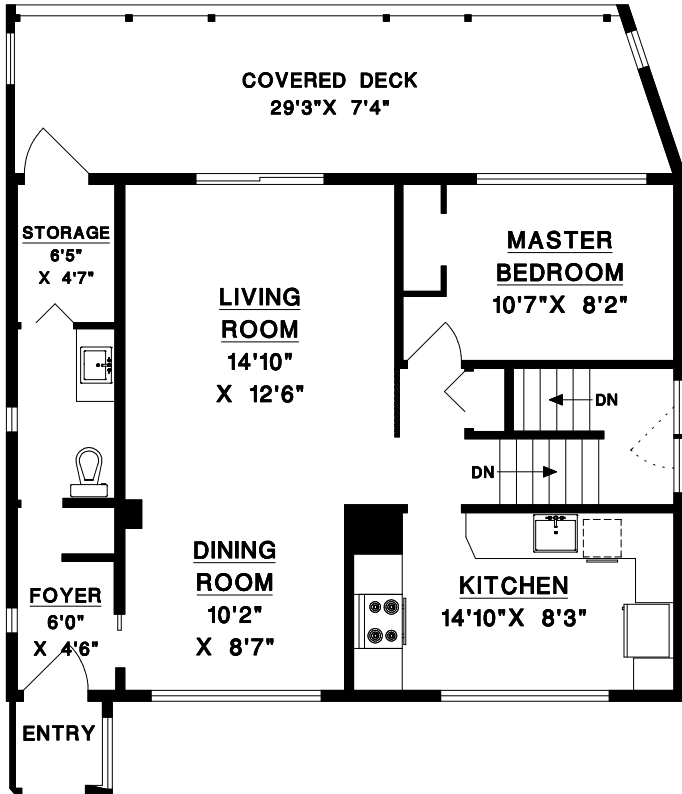 COVERED DECK
29'3"X 7'4"
STORAGE
6'5"
X 4'7"
MASTER
BEDROOM
10'7"X 8'2"
LIVING
ROOM
14'10"
X 12'6"
DN
DN
DINING
ROOM
10'2"
X 8'7"
KITCHEN
14'10"X 8'3"
FOYER
6'0"
X 4'6"
ENTRY